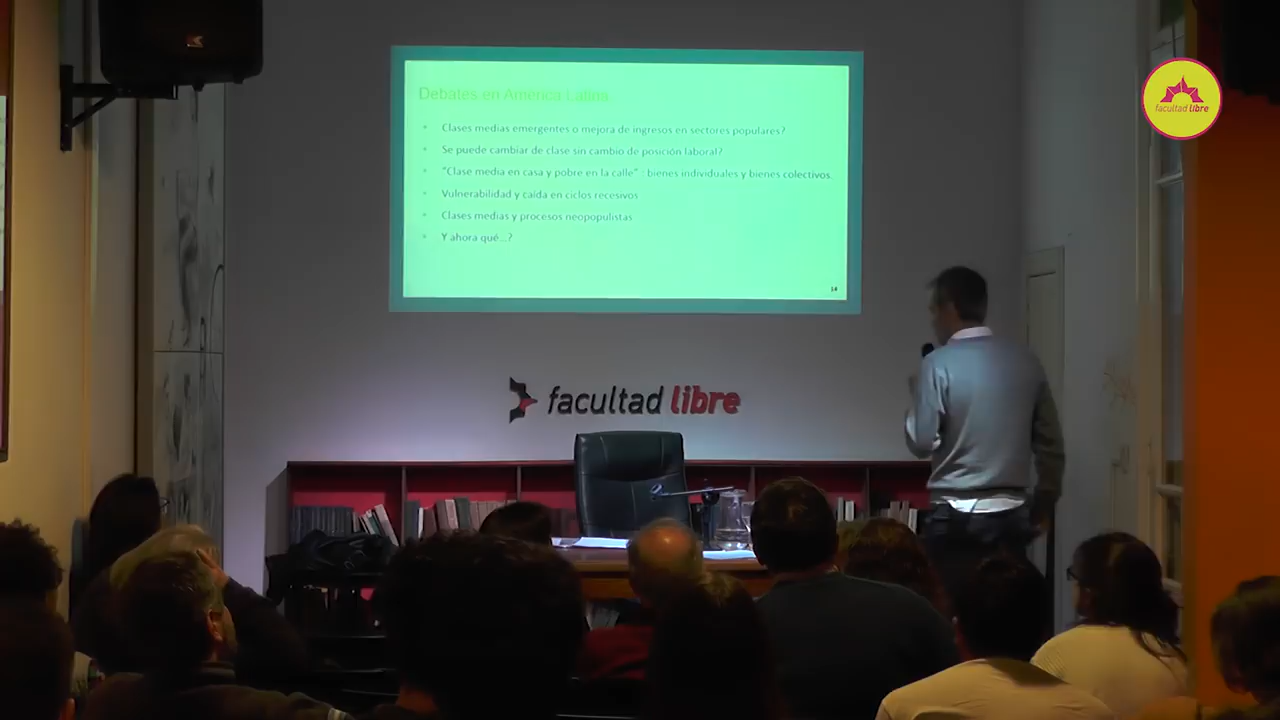 Debates en América Latina
Clases medias emergentes o mejora de ingresos en sectores populares?
Se puede cambiar de clase sin cambio de posición laboral?
"Clase media en casa y pobre en la calle" : bienes individuales y bienes colectivos.
Vulnerabilidad y caída en ciclos recesivos
Clases medias y procesos neopopulistas
Y ahora qué...?
facultad libre
facultad libre